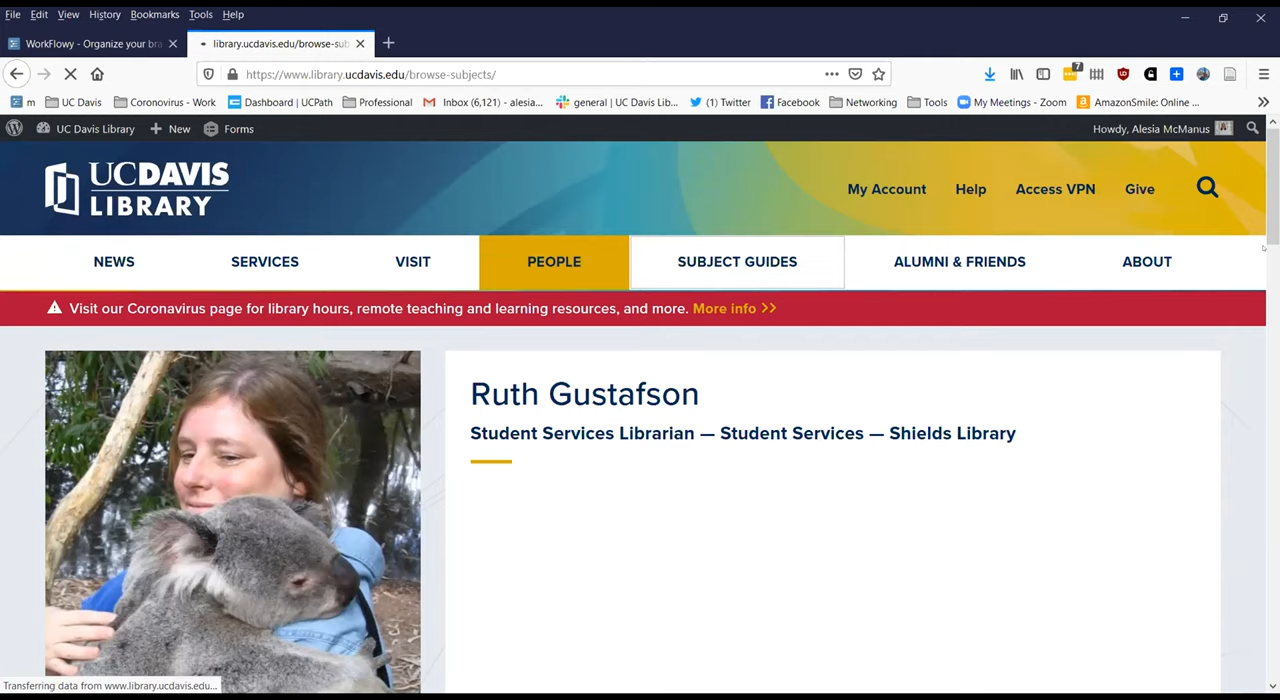 File Edit View History Bookmarks Tools Help
WorkFlowy - Organize your bra
library.ucdavis.edu/browse-sub
https://www.library.ucdavis.edu/browse-subjects/
7
m UC Davis Coronovirus - Work Dashboard | UCPath Professional Inbox (6,121) - alesia... general | UC Davis Lib... (1) Twitter Facebook Networking Tools My Meetings - Zoom AmazonSmile: Online ...
UC Davis Library New Forms Howdy, Alesia McManus
UCDAVIS
LIBRARY
My Account Help Access VPN Give
NEWS SERVICES VISIT PEOPLE SUBJECT GUIDES ALUMNI & FRIENDS ABOUT
Visit our Coronavirus page for library hours, remote teaching and learning resources, and more. More info >>
Ruth Gustafson
Student Services Librarian — Student Services — Shields Library
Transferring data from www.library.ucdavis.edu...